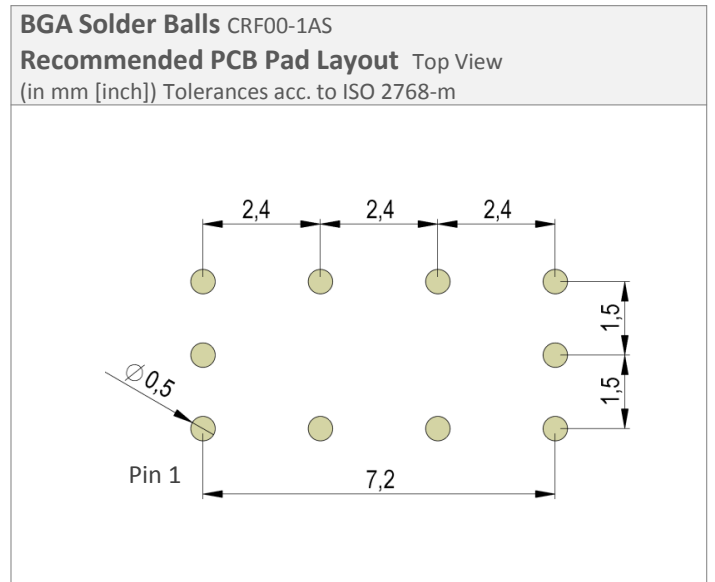 BGA Solder Balls CRF00-1AS
Recommended PCB Pad Layout Top View
(in mm [inch]) Tolerances acc. to ISO 2768-m
2,4 2,4 2,4
1,5
1,5
∅0,5
Pin 1
7,2